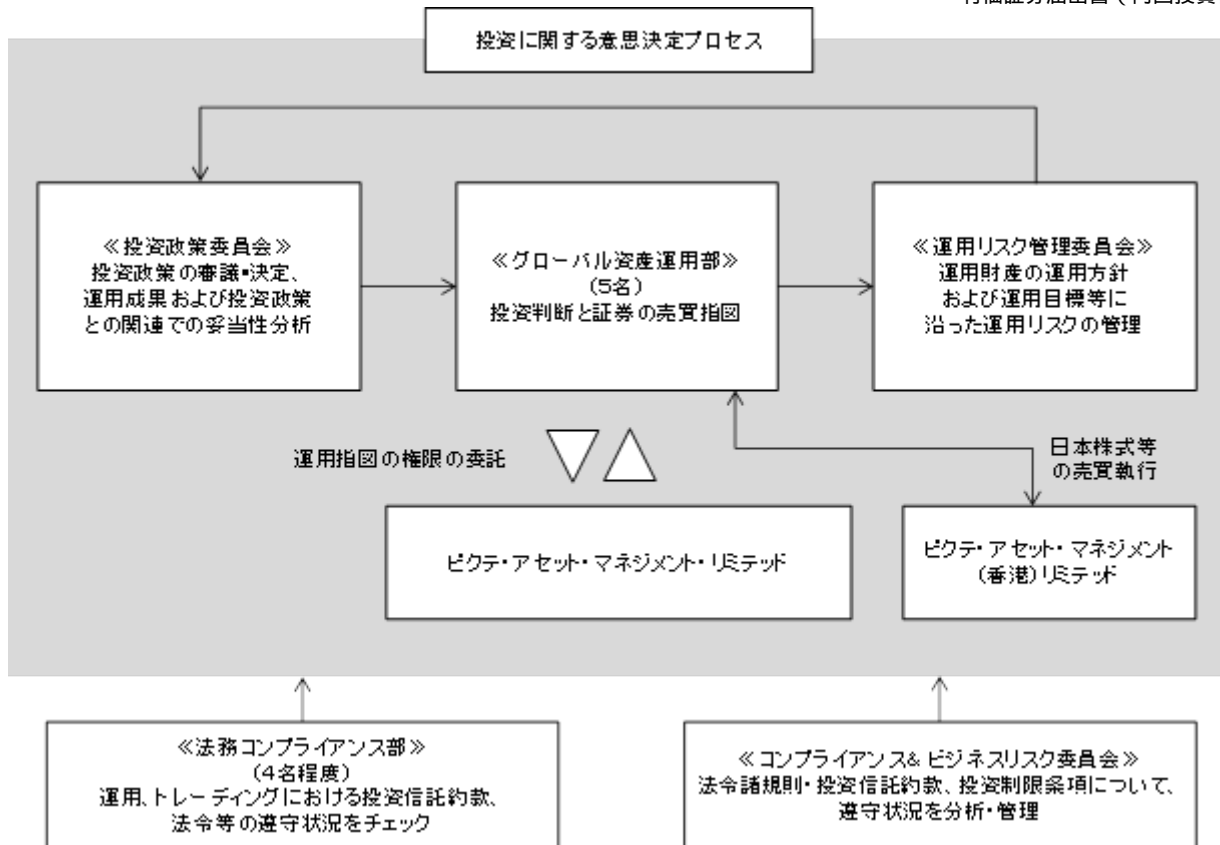 有価証券届出書(内国投資
投資に関する意思決定プロセス
≪投資政策委員会≫
投資政策の審議・決定、
運用成果および投資政策
との関連での妥当性分析
≪グローバル資産運用部≫
(5名)
投資判断と証券の売買指図
≪運用リスク管理委員会≫
運用財産の運用方針
および運用目標等に
沿った運用リスクの管理
運用指図の権限の委託
日本株式等
の売買執行
ピクテ・アセット・マネジメント・リミテッド
ピクテ・アセット・マネジメント
(香港)リミテッド
≪法務コンプライアンス部≫
(4名程度)
運用、トレーディングにおける投資信託約款、
法令等の遵守状況をチェック
≪コンプライアンス& ビジネスリスク委員会≫
法令諸規則・投資信託約款、投資制限条項について、
遵守状況を分析・管理